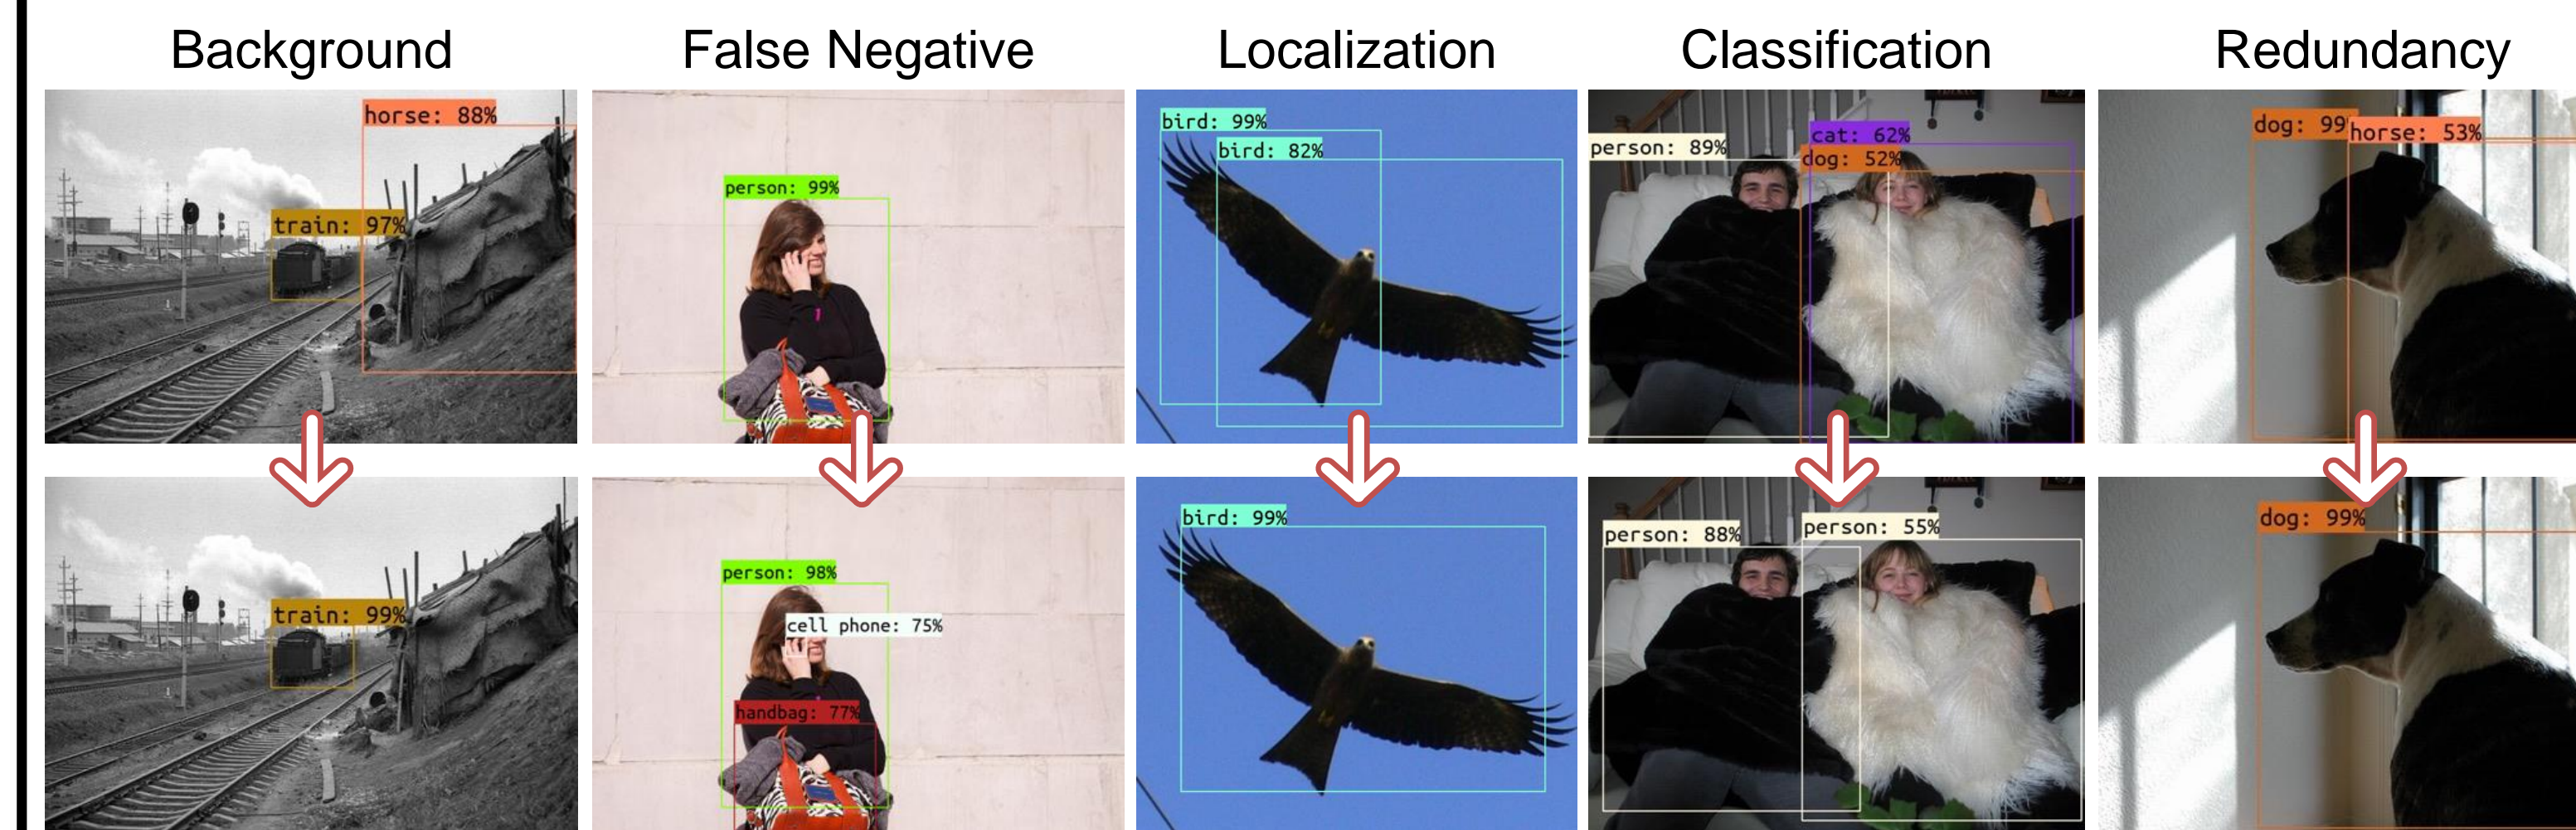 Background
False Negative
Localization
Classification
Redundancy
horse: 88%
train: 97%
person: 99%
bird: 99%
bird: 82%
person: 89%
cat: 62%
dog: 52%
dog: 99
horse: 53%
train: 99%
person: 98%
cell phone: 75%
handbag: 77%
bird: 99%
person: 88%
person: 55%
dog: 99%